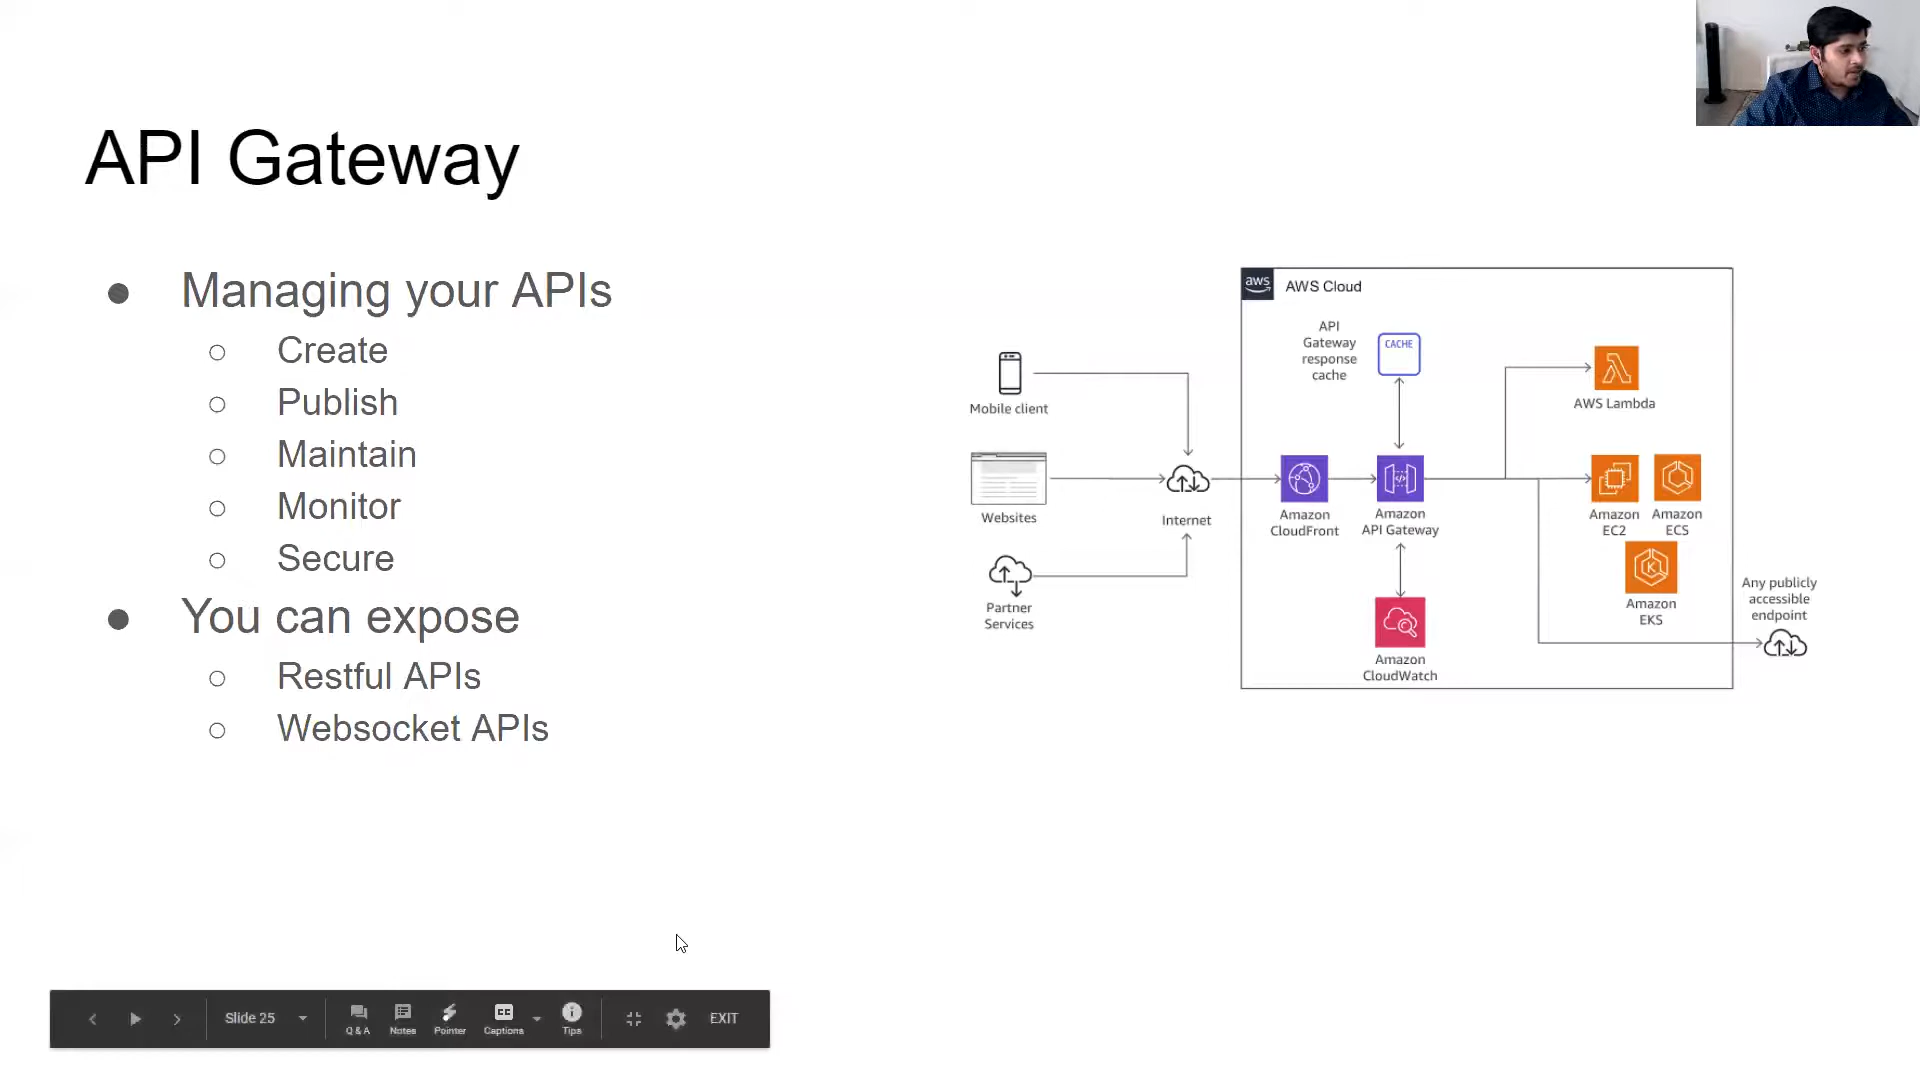 API Gateway
Managing your APIs
Create
Publish
Maintain
Monitor
Secure
You can expose
Restful APIs
Websocket APIs
aws
AWS Cloud
API
Gateway
response
cache
CACHE
Mobile client
AWS Lambda
Websites
Internet
Amazon
CloudFront
Amazon
API Gateway
Amazon
EC2
Amazon
ECS
Partner
Services
K
Amazon
EKS
Any publicly
accessible
endpoint
Amazon
CloudWatch
Slide 25
Q & A
Notes
Pointer
CC
Captions
Tips
EXIT